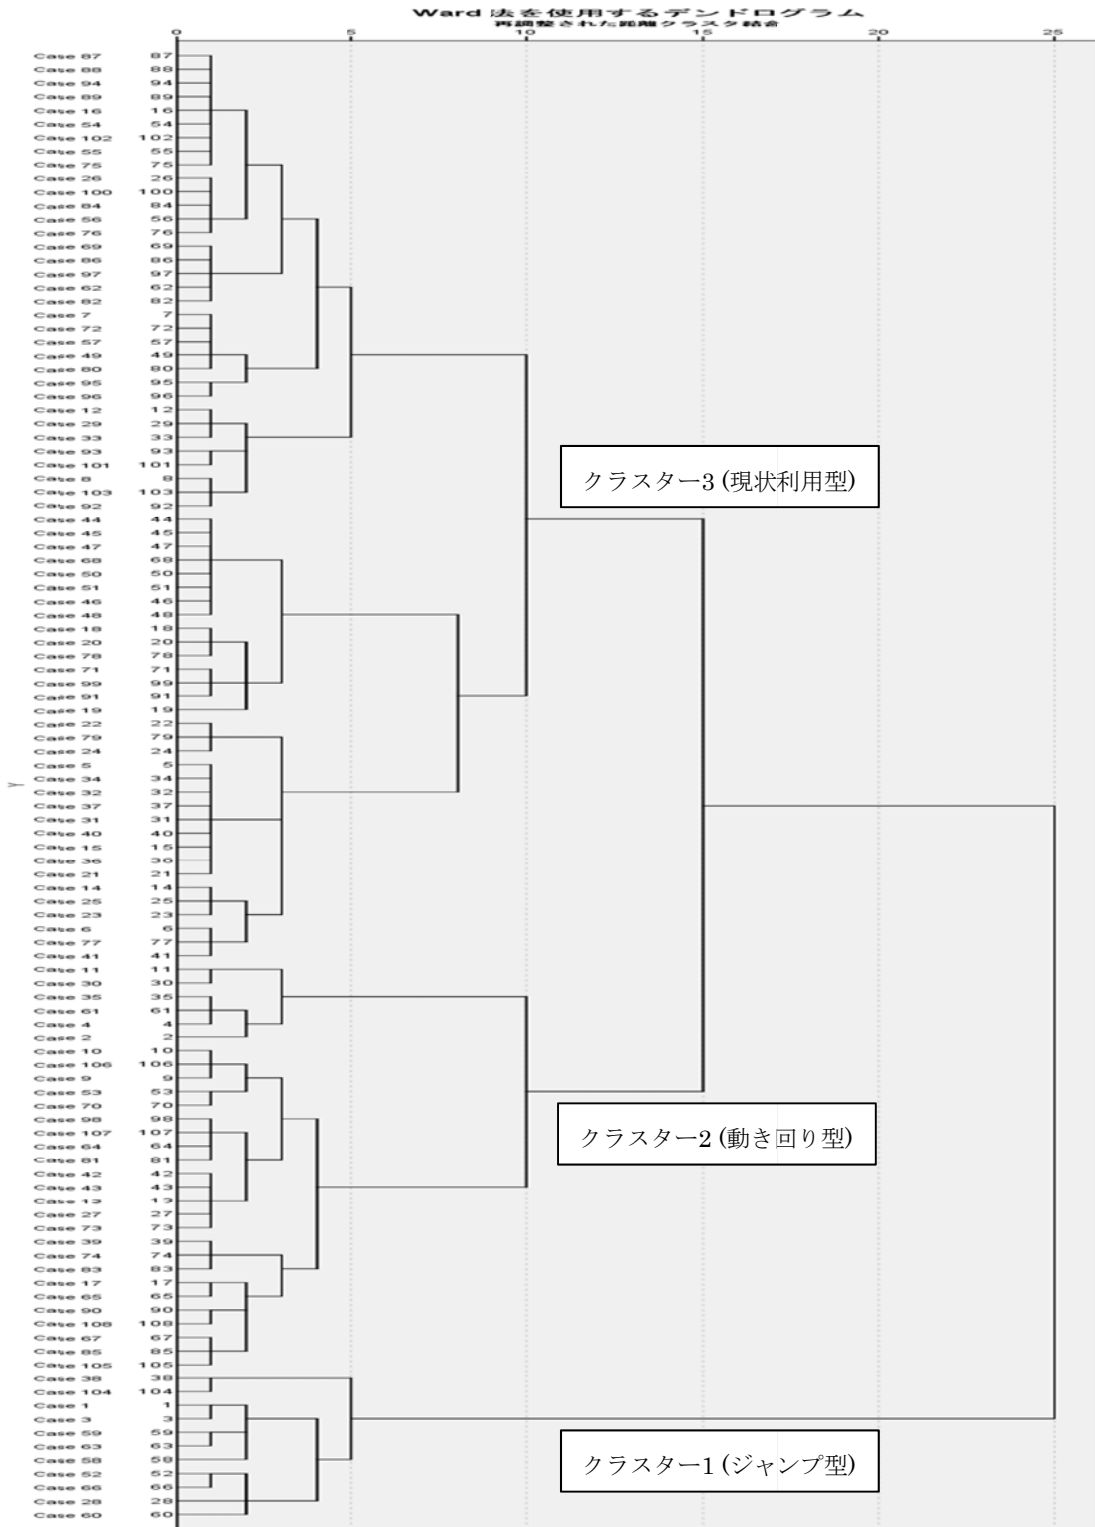 Ward 法を使用するデンドログラム
再調整された距離クラスタ結合
0 5 10 15 20 25
Case 87 87
Case 88 88
Case 94 94
Case 89 89
Case 16 16
Case 54 54
Case 102 102
Case 55 55
Case 75 75
Case 26 26
Case 100 100
Case 84 84
Case 56 56
Case 76 76
Case 69 69
Case 86 86
Case 97 97
Case 62 62
Case 82 82
Case 7 7
Case 72 72
Case 57 57
Case 49 49
Case 80 80
Case 95 95
Case 96 96
Case 12 12
Case 29 29
Case 33 33
Case 93 93
Case 101 101
クラスター3 (現状利用型)
Case 8 8
Case 103 103
Case 92 92
Case 44 44
Case 45 45
Case 47 47
Case 68 68
Case 50 50
Case 51 51
Case 46 46
Case 48 48
Case 18 18
Case 20 20
Case 78 78
Case 71 71
Case 99 99
Case 91 91
Case 19 19
Case 22 22
Case 79 79
Case 24 24
Case 5 5
Case 34 34
Y
Case 32 32
Case 37 37
Case 31 31
Case 40 40
Case 15 15
Case 36 36
Case 21 21
Case 14 14
Case 25 25
Case 23 23
Case 6 6
Case 77 77
Case 41 41
Case 11 11
Case 30 30
Case 35 35
Case 61 61
Case 4 4
Case 2 2
Case 10 10
Case 106 106
Case 9 9
Case 53 53
Case 70 70
Case 98 98
Case 107 107
クラスター2 (動き回り型)
Case 64 64
Case 81 81
Case 42 42
Case 43 43
Case
Case 27 27
Case 73 73
Case 39 39
Case 74 74
Case 83 83
Case 17 17
Case 65 65
Case 90 90
Case 108 108
Case 67 67
Case 85 85
Case 105 105
Case 38 38
Case 104 104
Case 1 1
Case 3 3
Case 59 59
Case 63 63
Case 58 58
クラスター1 (ジャンプ型)
Case 52 52
Case 66 66
Case 28 28
Case 60 60